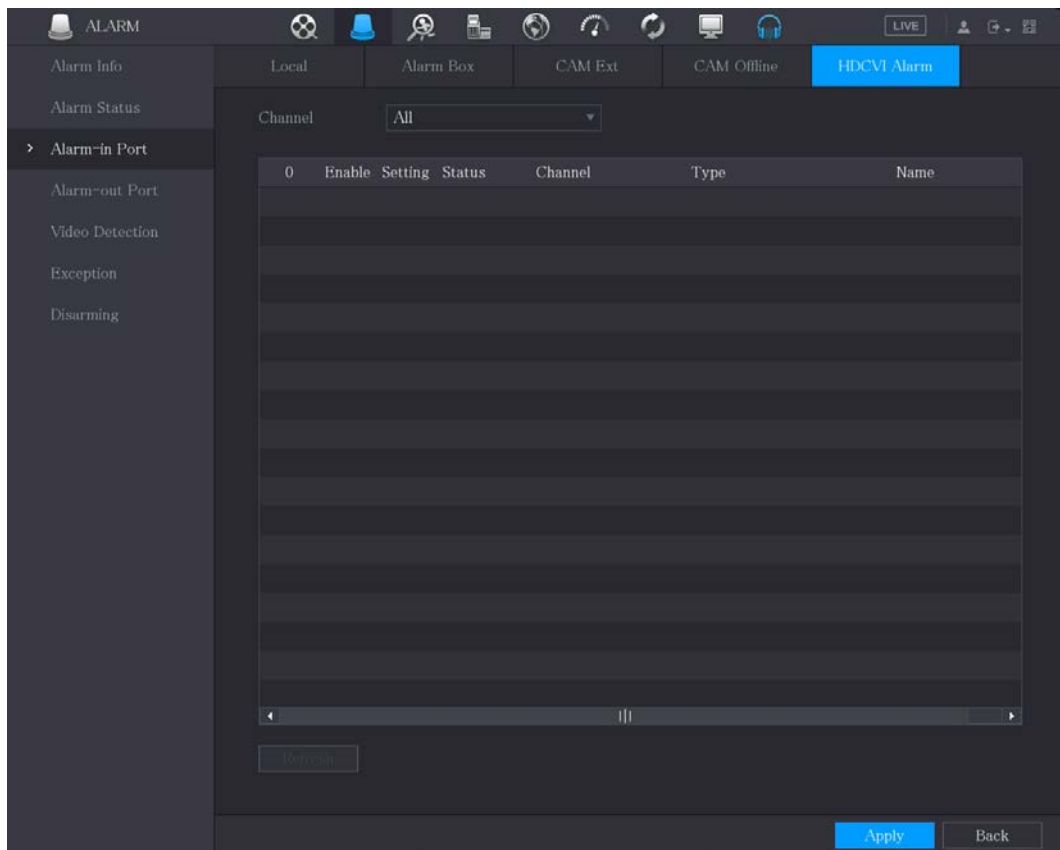 ALARM LIVE
Alarm Info
Alarm Status
Alarm-in Port
Alarm-out Port
Video Detection
Exception
Disarming
Local Alarm Box CAM Ext CAM Offline HDCVI Alarm
Channel All
0 Enable Setting Status Channel Type Name
Refresh
Apply Back